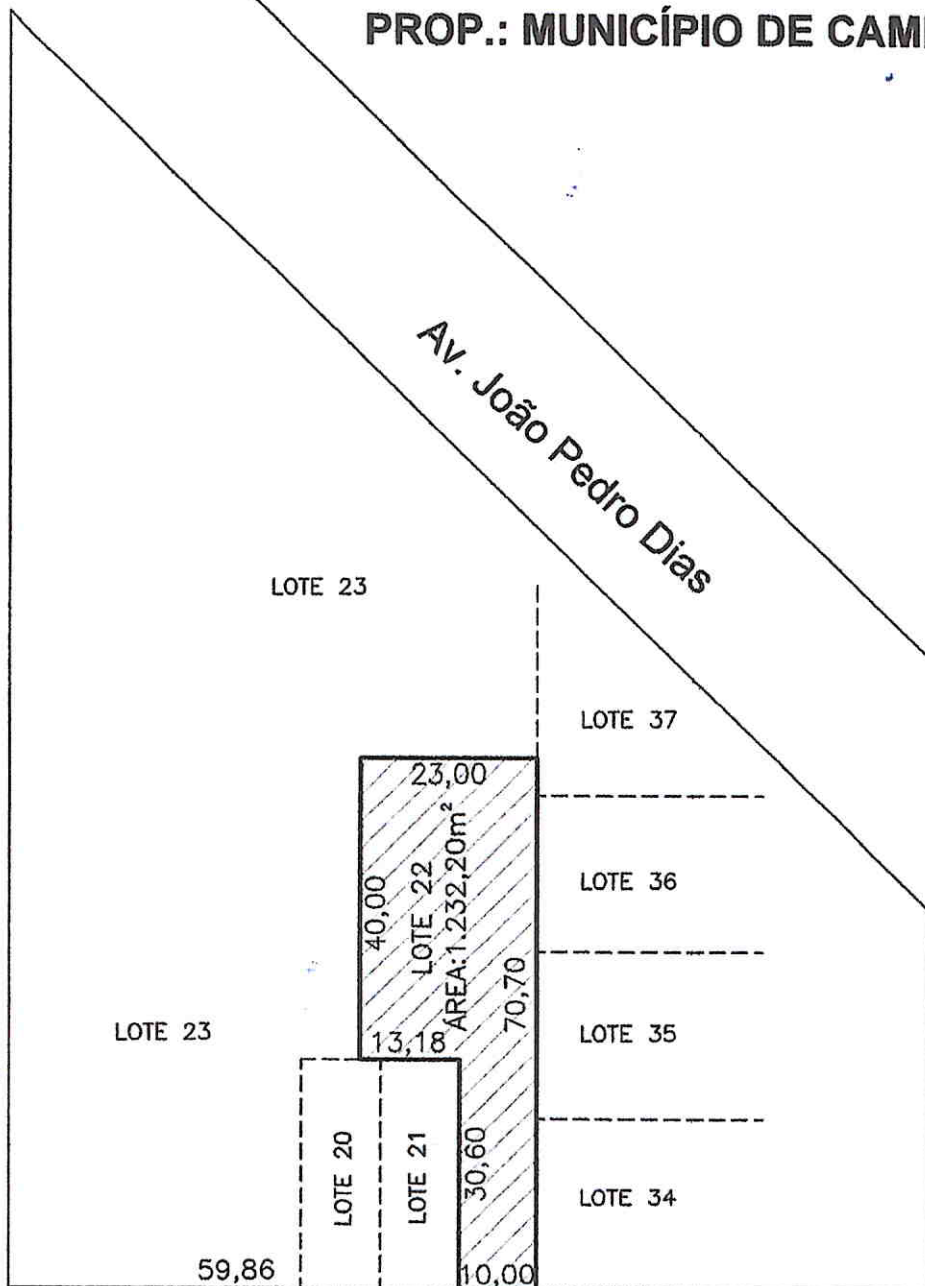 PROP.: MUNICÍPIO DE
Av. João Pedro Dias
LOTE 23
LOTE 37
23,00
LOTE 36
40,00
LOTE 22
ÁREA:1.232,20m²
70,70
LOTE 23
13,18
LOTE 35
LOTE 20
LOTE 21
30,60
LOTE 34
59,86
10,00